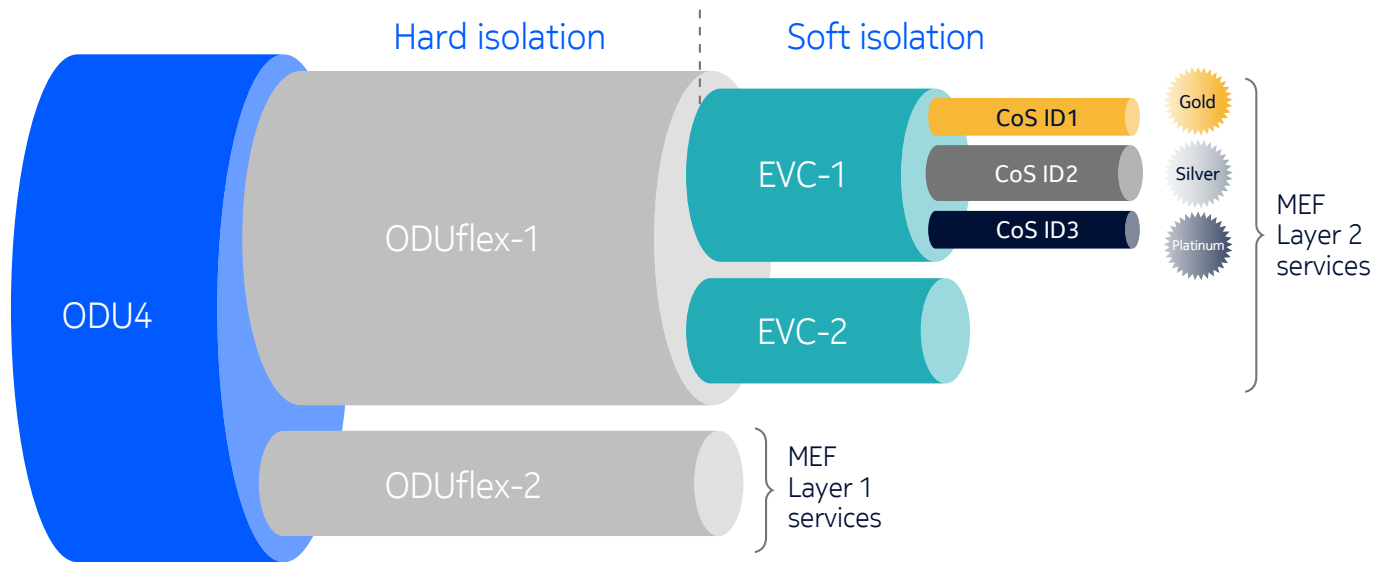 Hard isolation
Soft isolation
ODU4
ODUflex-1
EVC-1
CoS ID1
CoS ID2
CoS ID3
Gold
Silver
Platinum
MEF
Layer 2
services
EVC-2
ODUflex-2
MEF
Layer 1
services